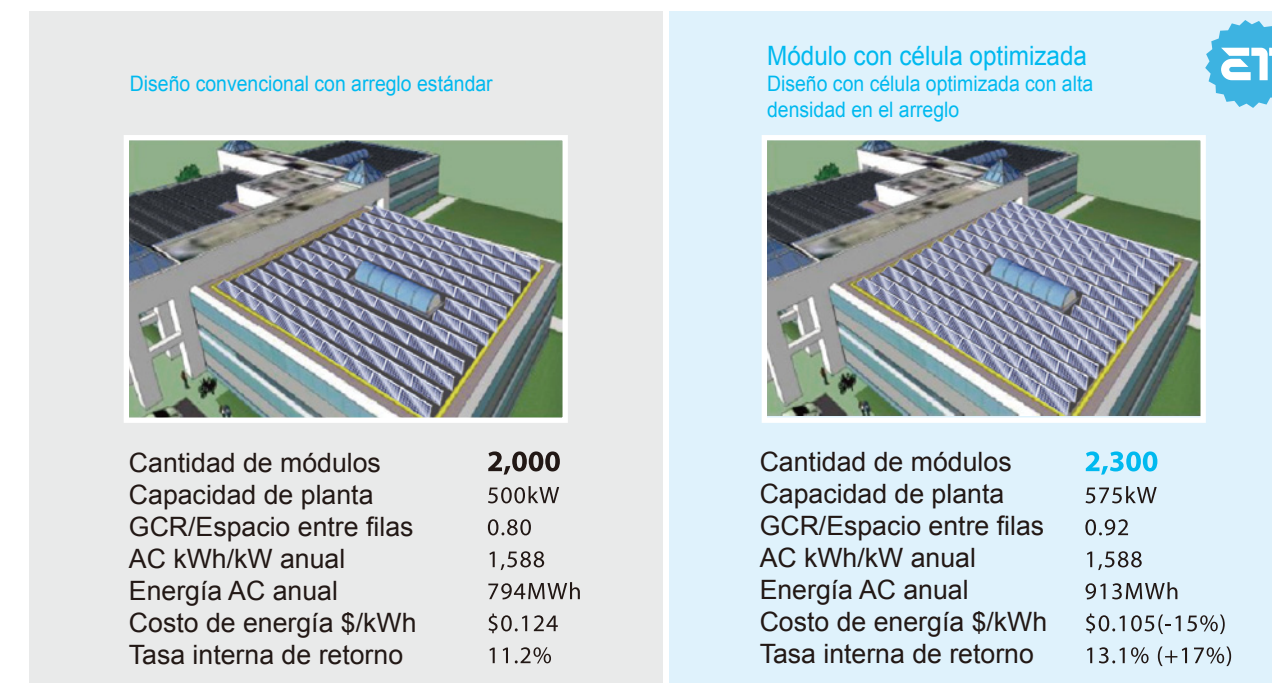 Diseño convencional con arreglo estándar
Cantidad de módulos 2,000
Capacidad de planta 500kW
GCR/Espacio entre filas 0.80
AC kWh/kW anual 1,588
Energía AC anual 794MWh
Costo de energía $/kWh $0.124
Tasa interna de retorno 11.2%
Módulo con célula optimizada
Diseño con célula optimizada con alta
densidad en el arreglo
Cantidad de módulos 2,300
Capacidad de planta 575kW
GCR/Espacio entre filas 0.92
AC kWh/kW anual 1,588
Energía AC anual 913MWh
Costo de energía $/kWh $0.105(-15%)
Tasa interna de retorno 13.1% (+17%)